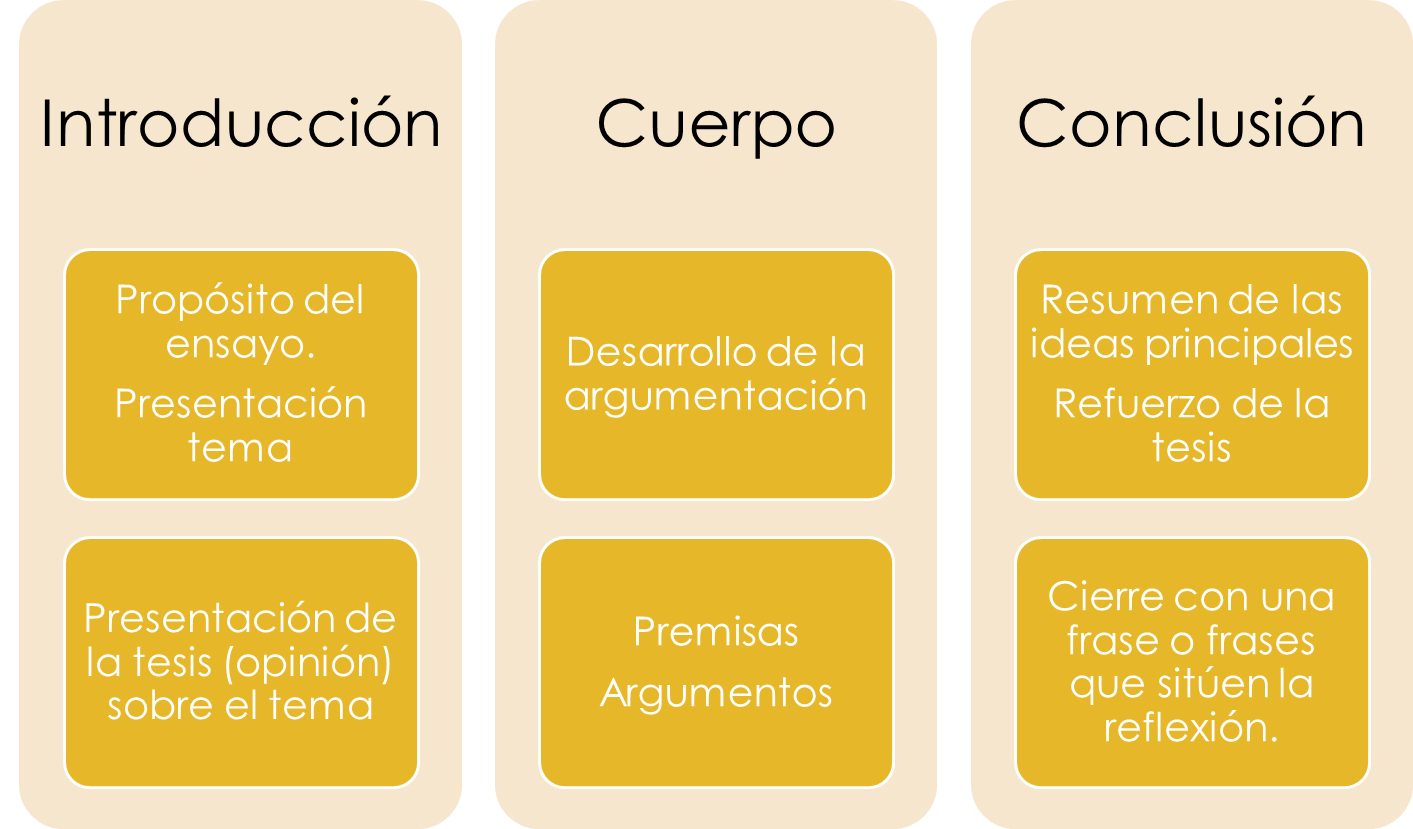 Introducción
Propósito del
ensayo.
Presentación
tema
Presentación de
la tesis (opinión)
sobre el tema
Cuerpo
Desarrollo de la
argumentación
Premisas
Argumentos
Conclusión
Resumen de las
ideas principales
Refuerzo de la
tesis
Cierre con una
frase o frases
que sitúen la
reflexión.